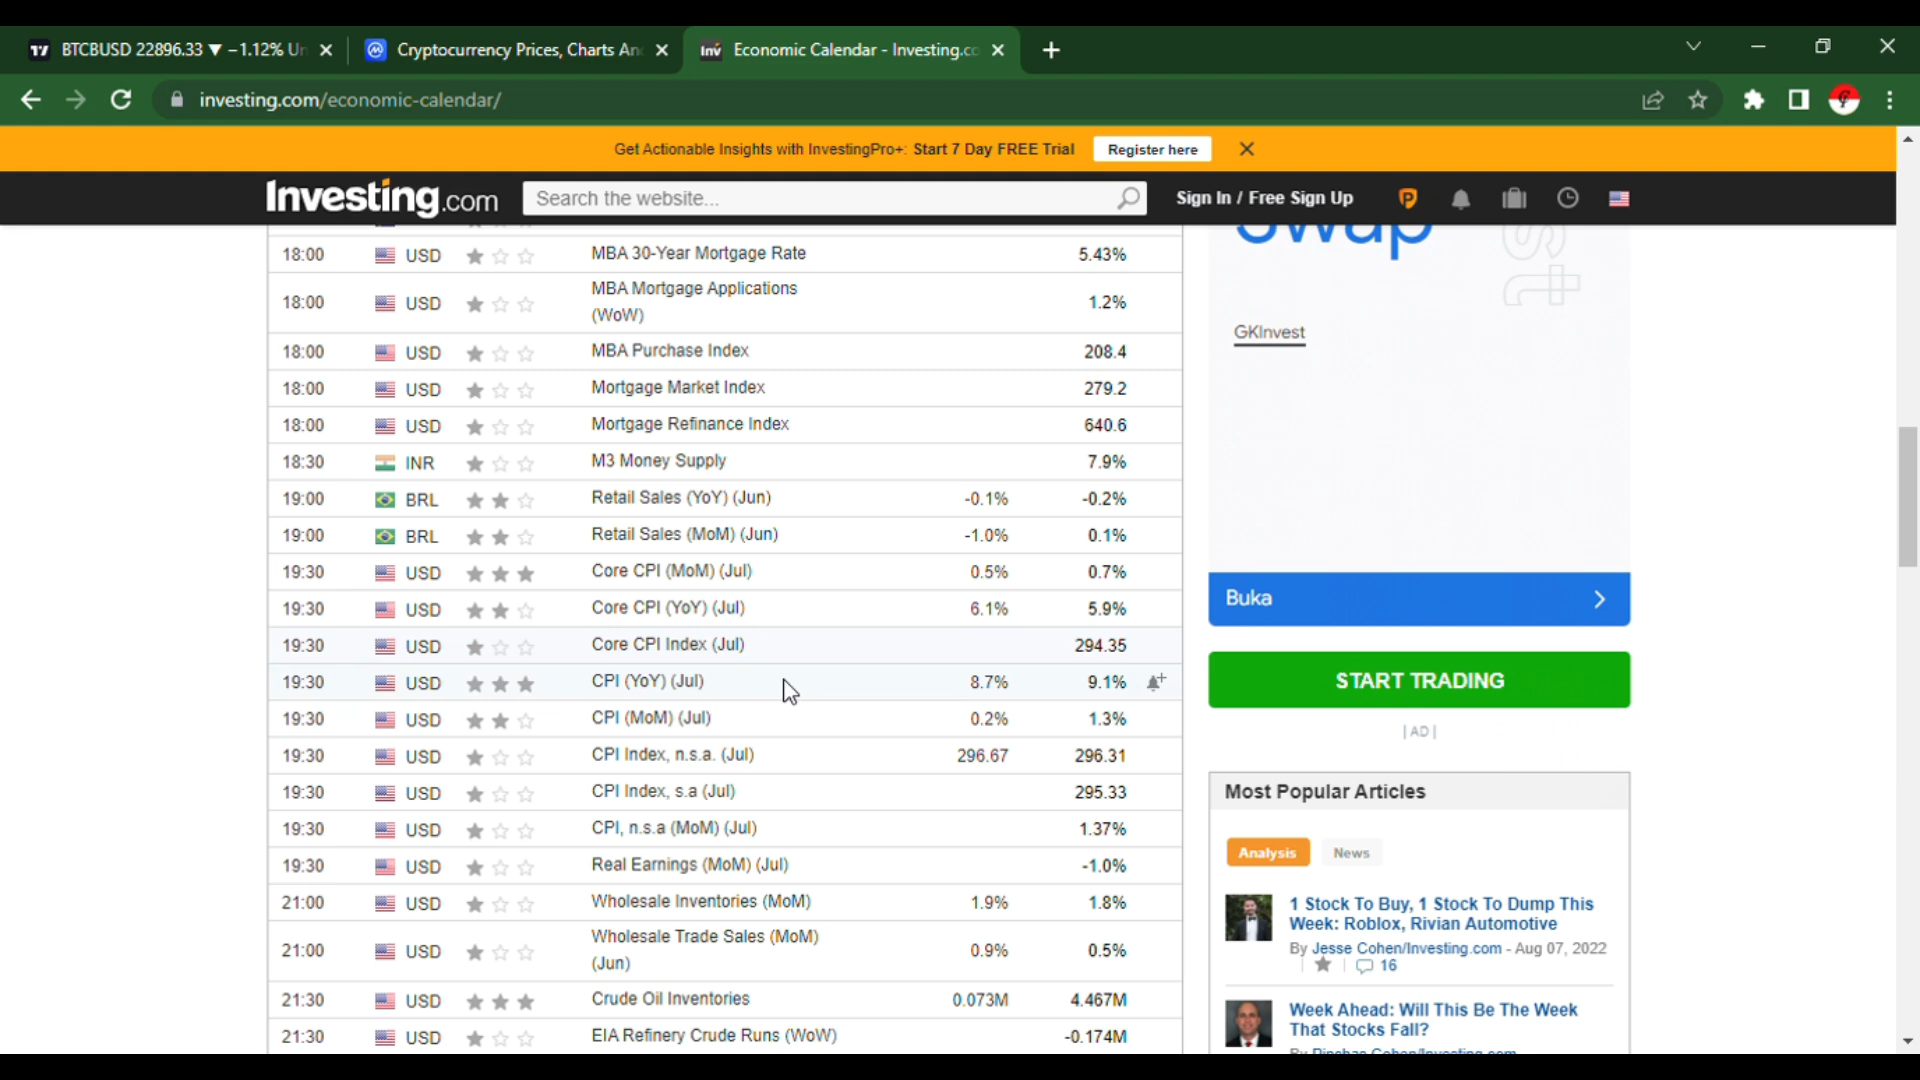 BTCBUSD 22896.33 ▼ −1.12% Un
Cryptocurrency Prices, Charts An
Economic Calendar - Investing.co
investing.com/economic-calendar/
Get Actionable Insights with InvestingPro+: Start 7 Day FREE Trial Register here
Investing.com Search the website... Sign In / Free Sign Up
18:00 USD MBA 30-Year Mortgage Rate 5.43%
18:00 USD MBA Mortgage Applications 1.2%
(WoW)
18:00 USD MBA Purchase Index 208.4
18:00 USD Mortgage Market Index 279.2
18:00 USD Mortgage Refinance Index 640.6
18:30 INR M3 Money Supply 7.9%
19:00 BRL Retail Sales (YoY) (Jun) -0.1% -0.2%
19:00 BRL Retail Sales (MoM) (Jun) -1.0% 0.1%
19:30 USD Core CPI (MoM) (Jul) 0.5% 0.7%
19:30 USD Core CPI (YoY) (Jul) 6.1% 5.9%
19:30 USD Core CPI Index (Jul) 294.35
19:30 USD CPI (YoY) (Jul) 8.7% 9.1%
19:30 USD CPI (MoM) (Jul) 0.2% 1.3%
19:30 USD CPI Index, n.s.a. (Jul) 296.67 296.31
19:30 USD CPI Index, s.a (Jul) 295.33
19:30 USD CPI, n.s.a (MoM) (Jul) 1.37%
19:30 USD Real Earnings (MoM) (Jul) -1.0%
21:00 USD Wholesale Inventories (MoM) 1.9% 1.8%
21:00 USD Wholesale Trade Sales (MoM) 0.9% 0.5%
(Jun)
21:30 USD Crude Oil Inventories 0.073M 4.467M
21:30 USD EIA Refinery Crude Runs (WoW) -0.174M
Swap
GKInvest
Buka
START TRADING
| AD |
Most Popular Articles
Analysis News
1 Stock To Buy, 1 Stock To Dump This
Week: Roblox, Rivian Automotive
By Jesse Cohen/Investing.com - Aug 07, 2022
16
Week Ahead: Will This Be The Week
That Stocks Fall?
By Pinchas Cohen/Investing.com